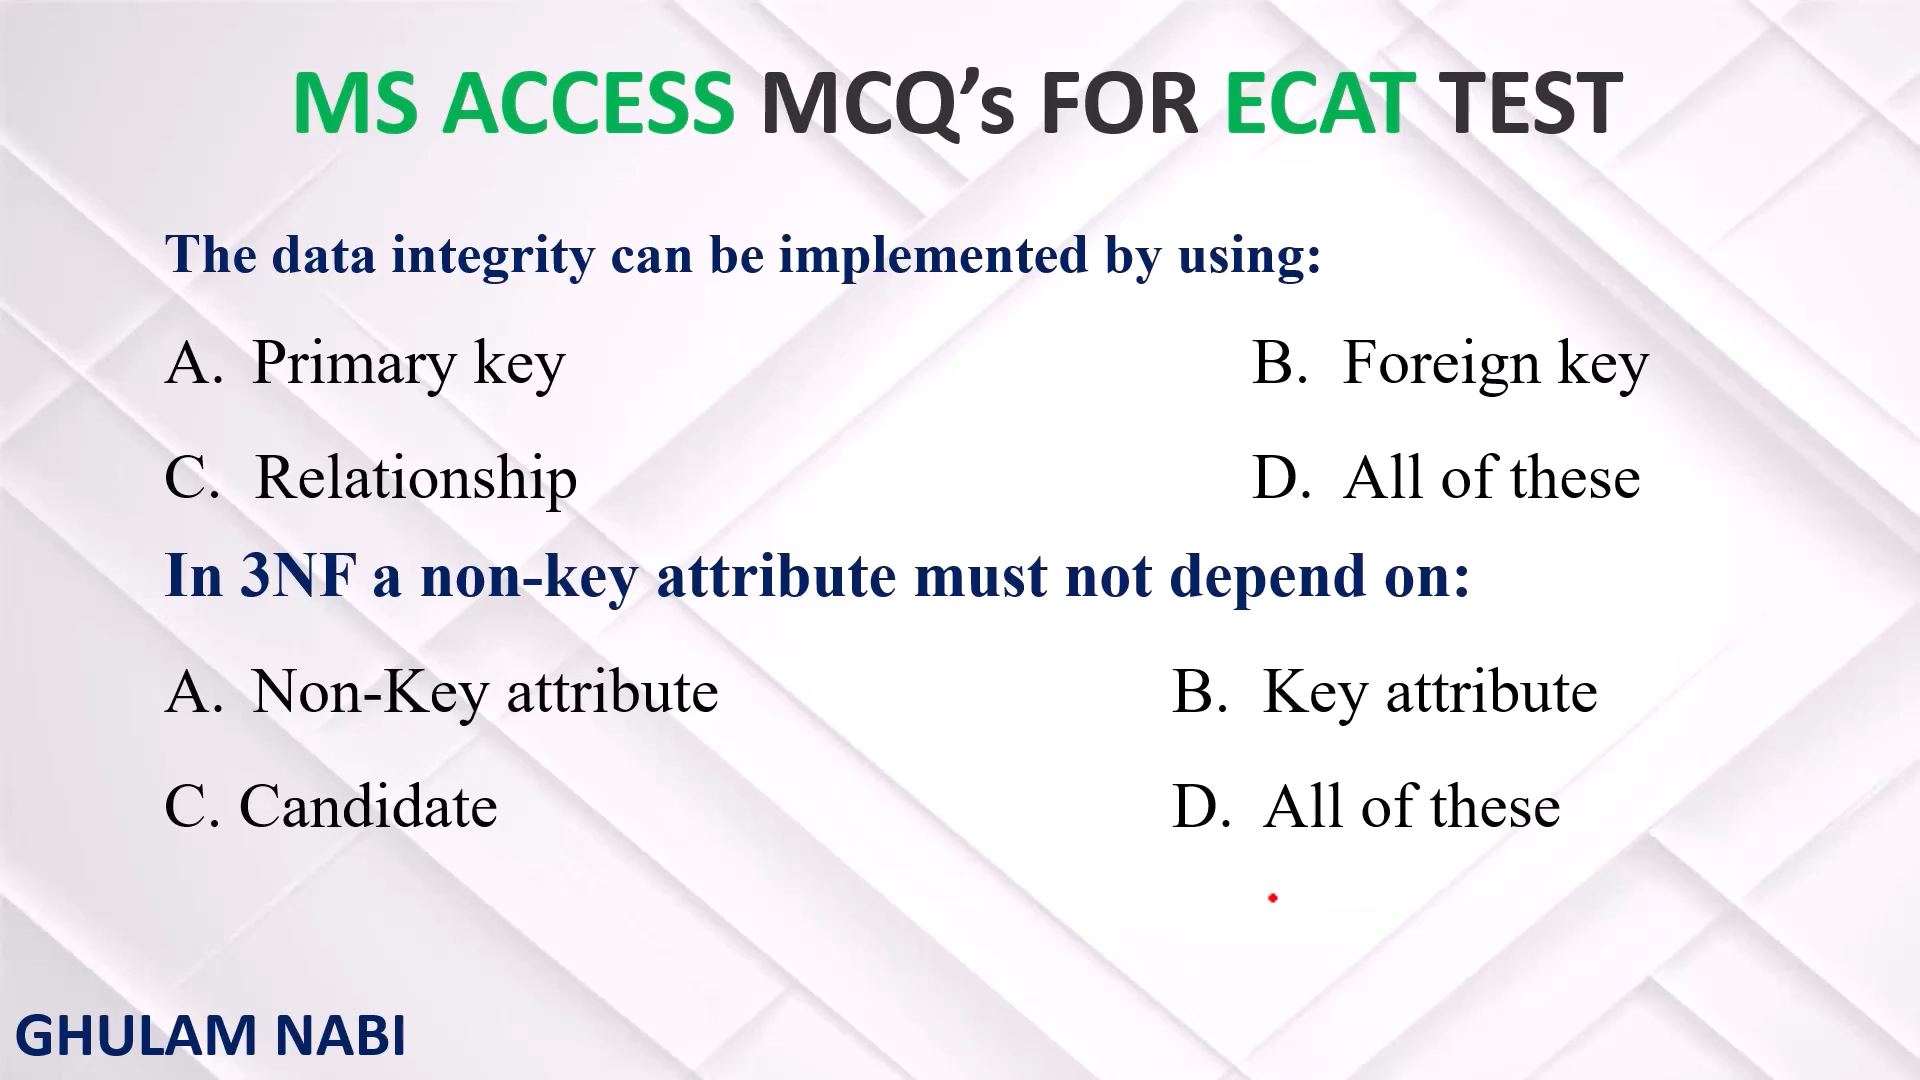 MS ACCESS MCQ’s FOR ECAT TEST
The data integrity can be implemented by using:
A. Primary key B. Foreign key
C. Relationship D. All of these
In 3NF a non-key attribute must not depend on:
A. Non-Key attribute B. Key attribute
C. Candidate D. All of these
GHULAM NABI